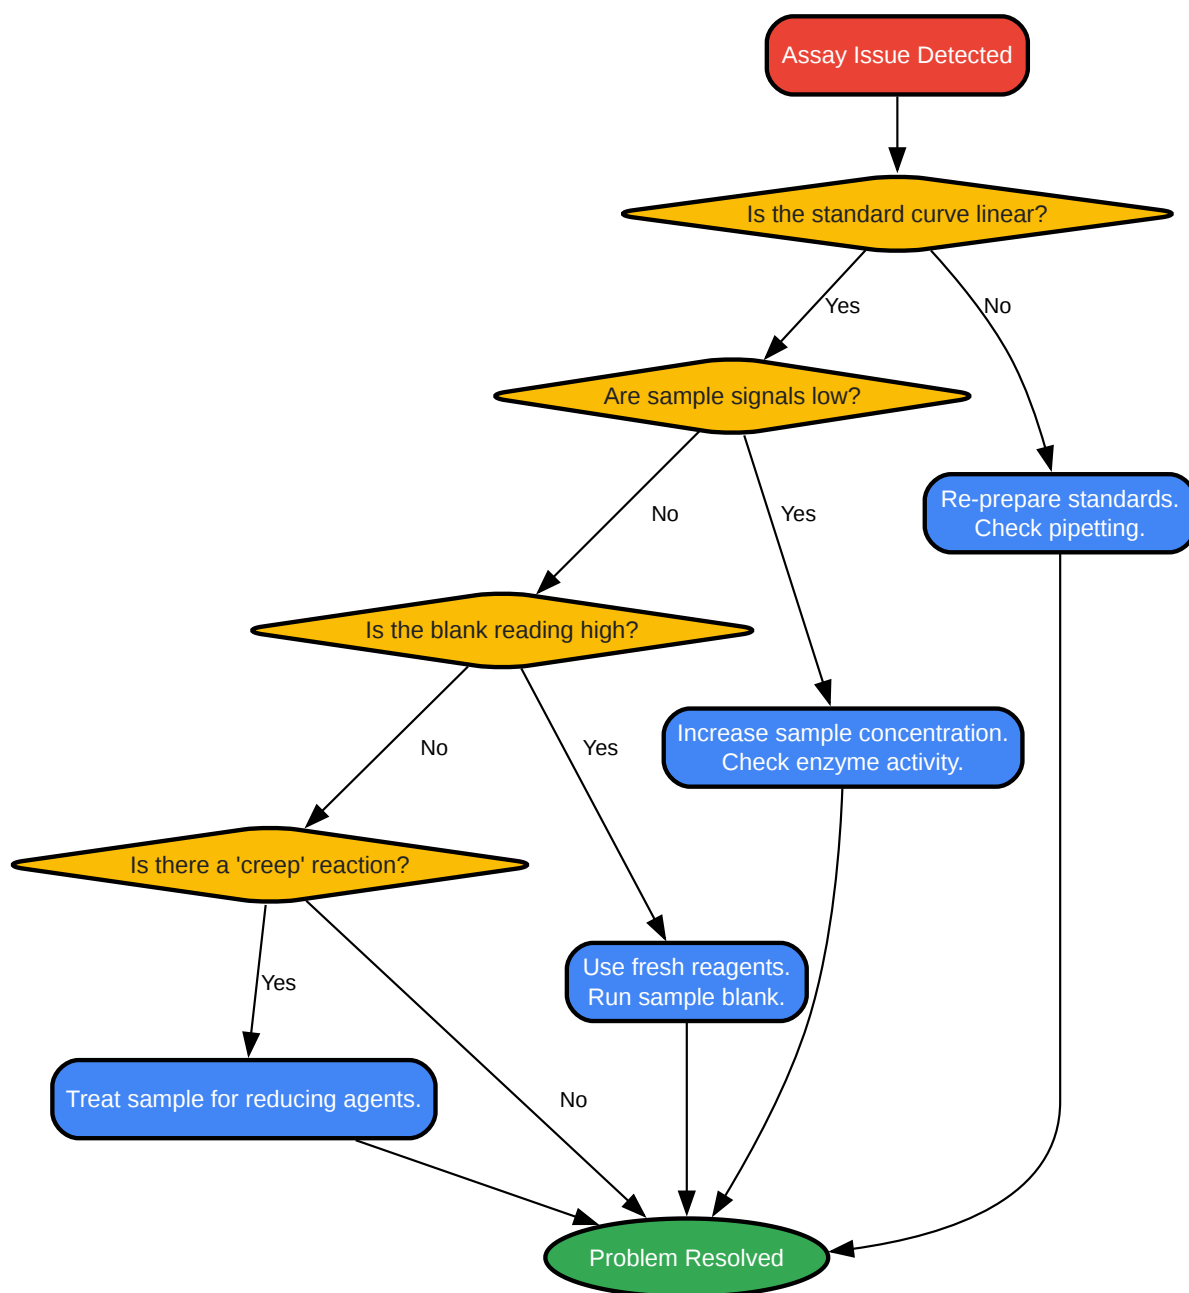 Assay Issue Detected
Is the standard curve linear?
Yes
No
Are sample signals low?
No
Yes
Re-prepare standards.
Check pipetting.
Is the blank reading high?
No
Yes
Increase sample concentration.
Check enzyme activity.
Is there a 'creep' reaction?
Yes
No
Use fresh reagents.
Run sample blank.
Treat sample for reducing agents.
Problem Resolved